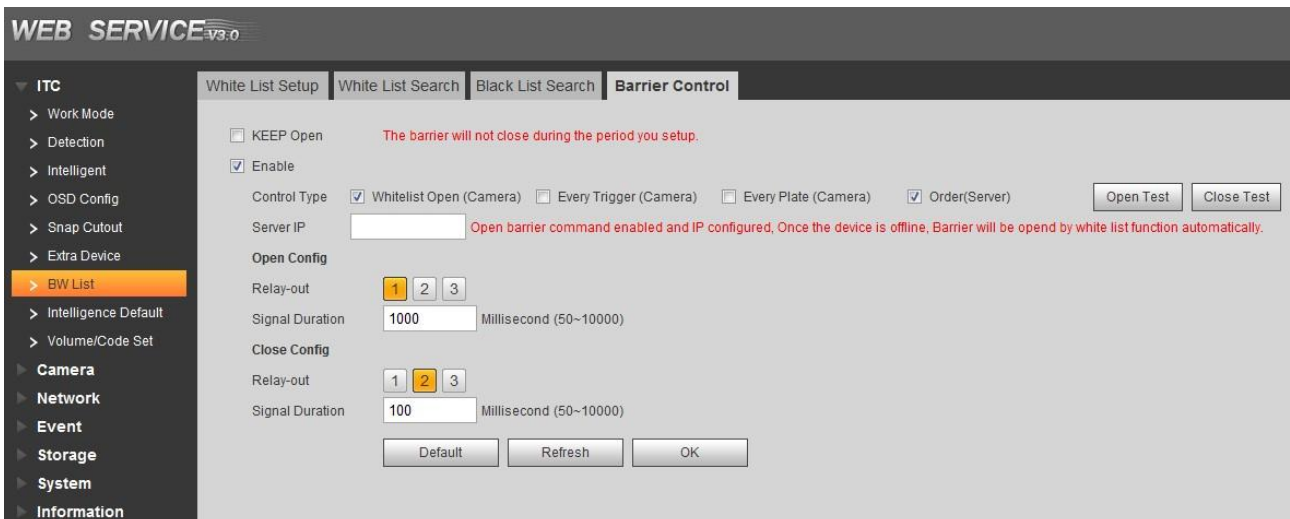 WEB SERVICE V3.0
ITC
Work Mode
Detection
Intelligent
OSD Config
Snap Cutout
Extra Device
BW List
Intelligence Default
Volume/Code Set
Camera
Network
Event
Storage
System
Information
White List Setup White List Search Black List Search Barrier Control
KEEP Open The barrier will not close during the period you setup.
Enable
Control Type Whitelist Open (Camera) Every Trigger (Camera) Every Plate (Camera) Order(Server) Open Test Close Test
Server IP Open barrier command enabled and IP configured, Once the device is offline, Barrier will be opend by white list function automatically.
Open Config
Relay-out 1 2 3
Signal Duration 1000 Millisecond (50~10000)
Close Config
Relay-out 1 2 3
Signal Duration 100 Millisecond (50~10000)
Default Refresh OK